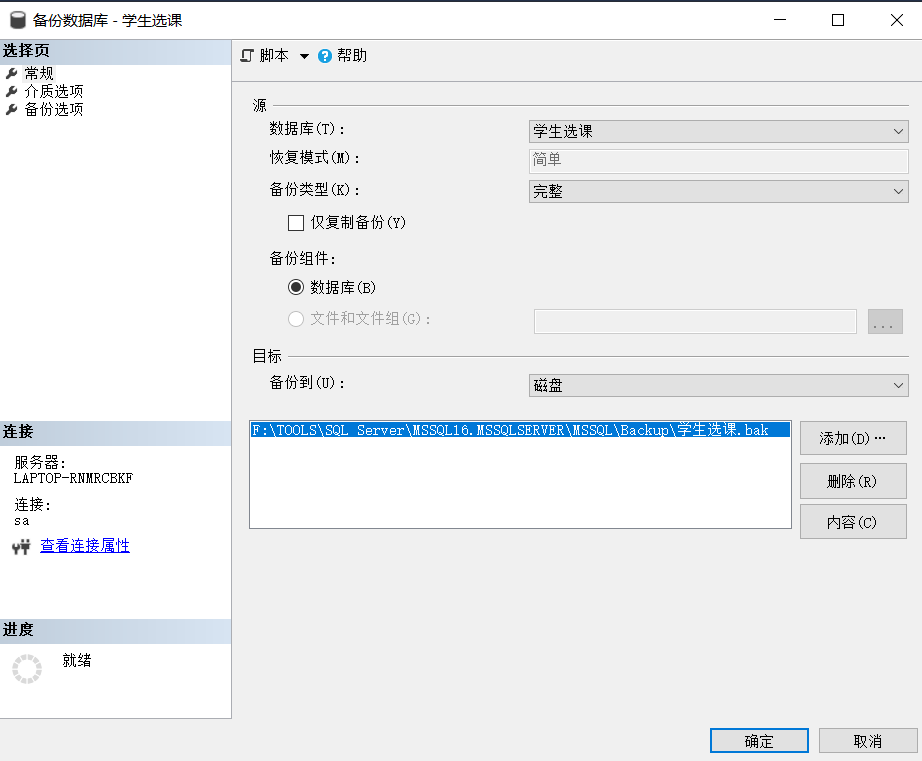 备份数据库 - 学生选课
选择页
常规
介质选项
备份选项
连接
服务器:
LAPTOP-RNMRCBKF
连接:
sa
查看连接属性
进度
就绪
脚本 帮助
源
数据库(T): 学生选课
恢复模式(M): 简单
备份类型(K): 完整
仅复制备份(Y)
备份组件:
数据库(B)
文件和文件组(G): ...
目标
备份到(U): 磁盘
F:\TOOLS\SQL Server\MSSQL16.MSSQLSERVER\MSSQL\Backup\学生选课.bak
添加(D)…
删除(R)
内容(C)
确定 取消